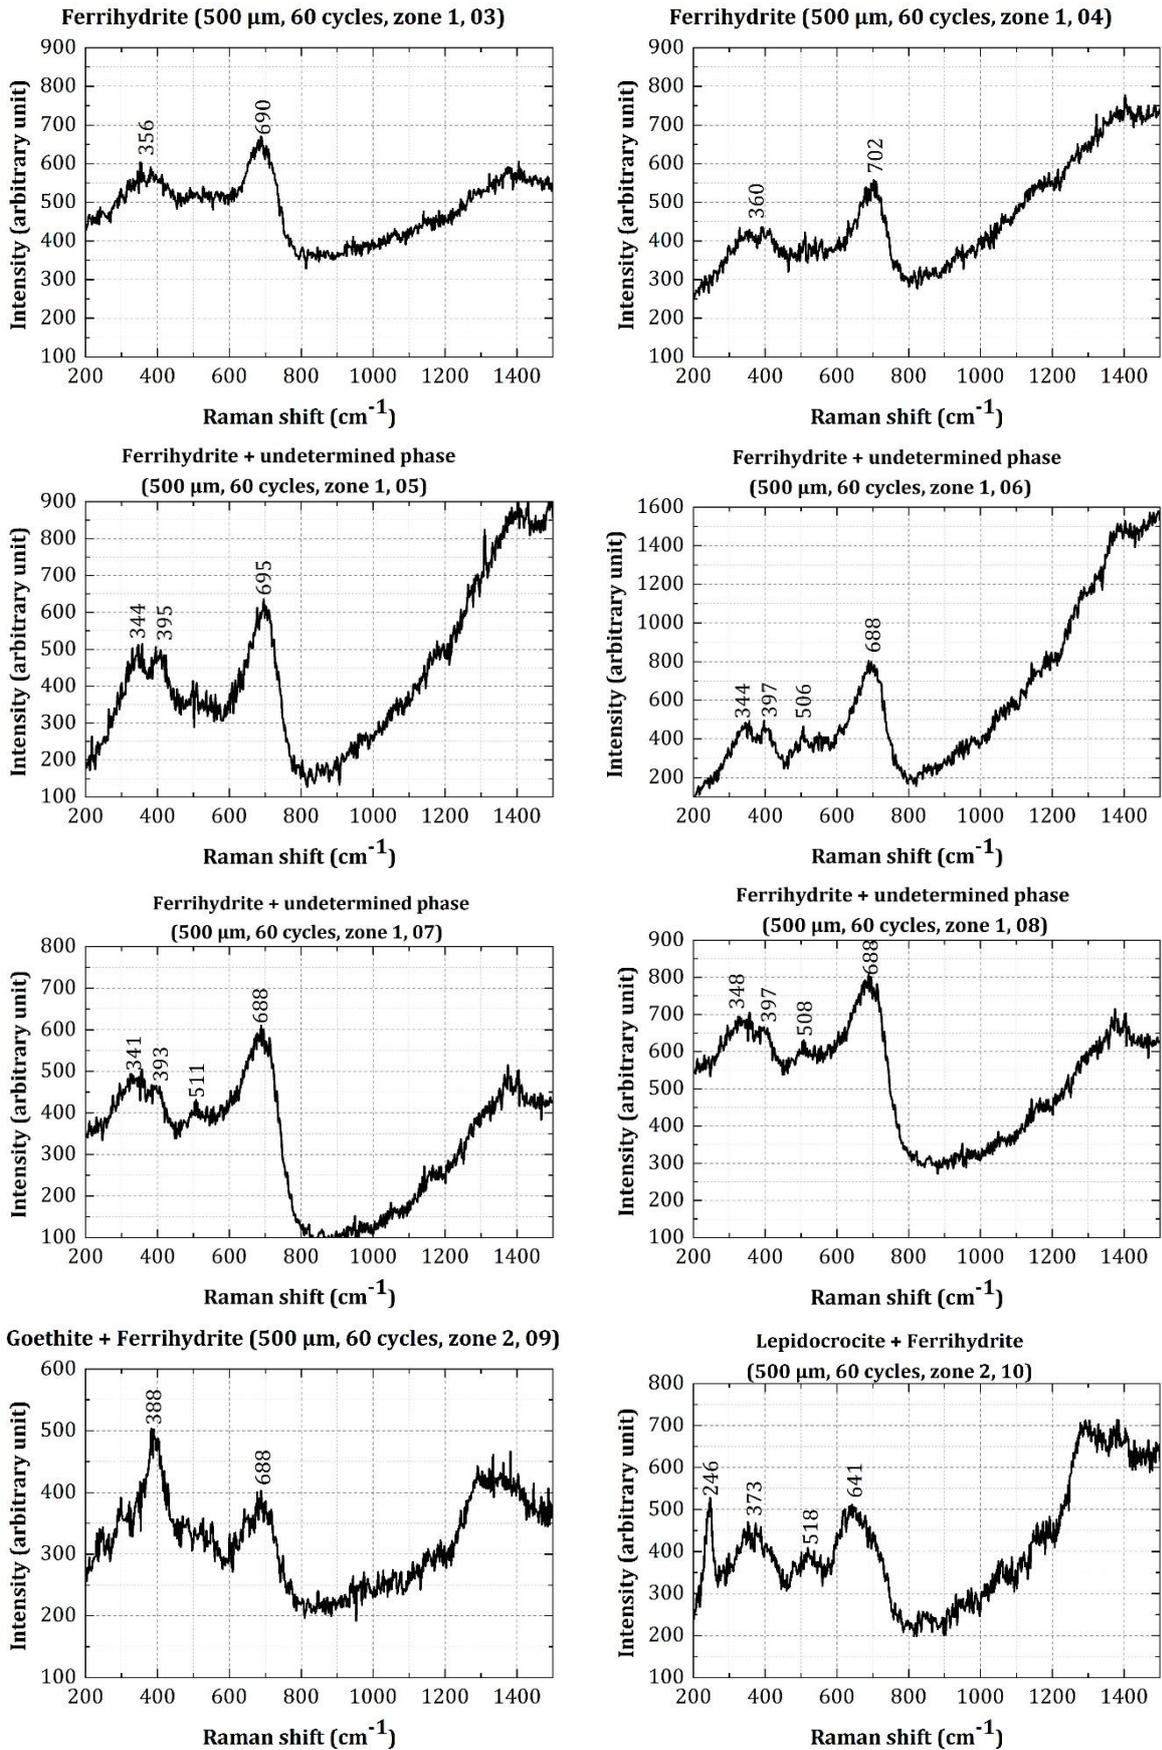 Ferrihydrite (500 µm, 60 cycles, zone 1, 03)
900
800
700
600
500
400
300
200
100
Intensity (arbitrary unit)
356
690
200 400 600 800 1000 1200 1400
Raman shift (cm⁻¹)
Ferrihydrite (500 µm, 60 cycles, zone 1, 04)
900
800
700
600
500
400
300
200
100
Intensity (arbitrary unit)
360
702
200 400 600 800 1000 1200 1400
Raman shift (cm⁻¹)
Ferrihydrite + undetermined phase
(500 µm, 60 cycles, zone 1, 05)
900
800
700
600
500
400
300
200
100
Intensity (arbitrary unit)
344
395
695
200 400 600 800 1000 1200 1400
Raman shift (cm⁻¹)
Ferrihydrite + undetermined phase
(500 µm, 60 cycles, zone 1, 06)
1600
1400
1200
1000
800
600
400
200
Intensity (arbitrary unit)
344
397
506
688
200 400 600 800 1000 1200 1400
Raman shift (cm⁻¹)
Ferrihydrite + undetermined phase
(500 µm, 60 cycles, zone 1, 07)
800
700
600
500
400
300
200
100
Intensity (arbitrary unit)
341
393
511
688
200 400 600 800 1000 1200 1400
Raman shift (cm⁻¹)
Ferrihydrite + undetermined phase
(500 µm, 60 cycles, zone 1, 08)
900
800
700
600
500
400
300
200
100
Intensity (arbitrary unit)
348
397
508
688
200 400 600 800 1000 1200 1400
Raman shift (cm⁻¹)
Goethite + Ferrihydrite (500 µm, 60 cycles, zone 2, 09)
600
500
400
300
200
100
Intensity (arbitrary unit)
388
688
200 400 600 800 1000 1200 1400
Raman shift (cm⁻¹)
Lepidocrocite + Ferrihydrite
(500 µm, 60 cycles, zone 2, 10)
800
700
600
500
400
300
200
100
Intensity (arbitrary unit)
246
373
518
641
200 400 600 800 1000 1200 1400
Raman shift (cm⁻¹)